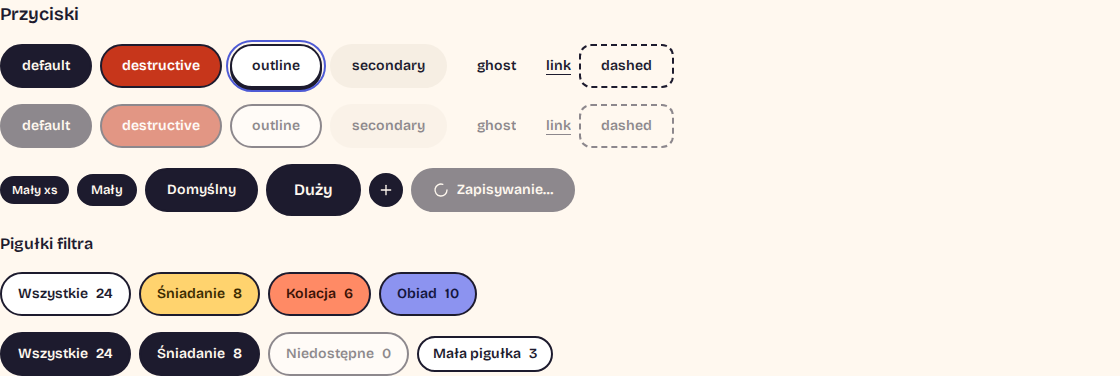 Przyciski
default destructive outline secondary ghost link dashed
default destructive outline secondary ghost link dashed
Mały xs Mały Domyślny Duży + Zapisywanie...
Pigułki filtra
Wszystkie 24 Śniadanie 8 Kolacja 6 Obiad 10
Wszystkie 24 Śniadanie 8 Niedostępne 0 Mała pigułka 3